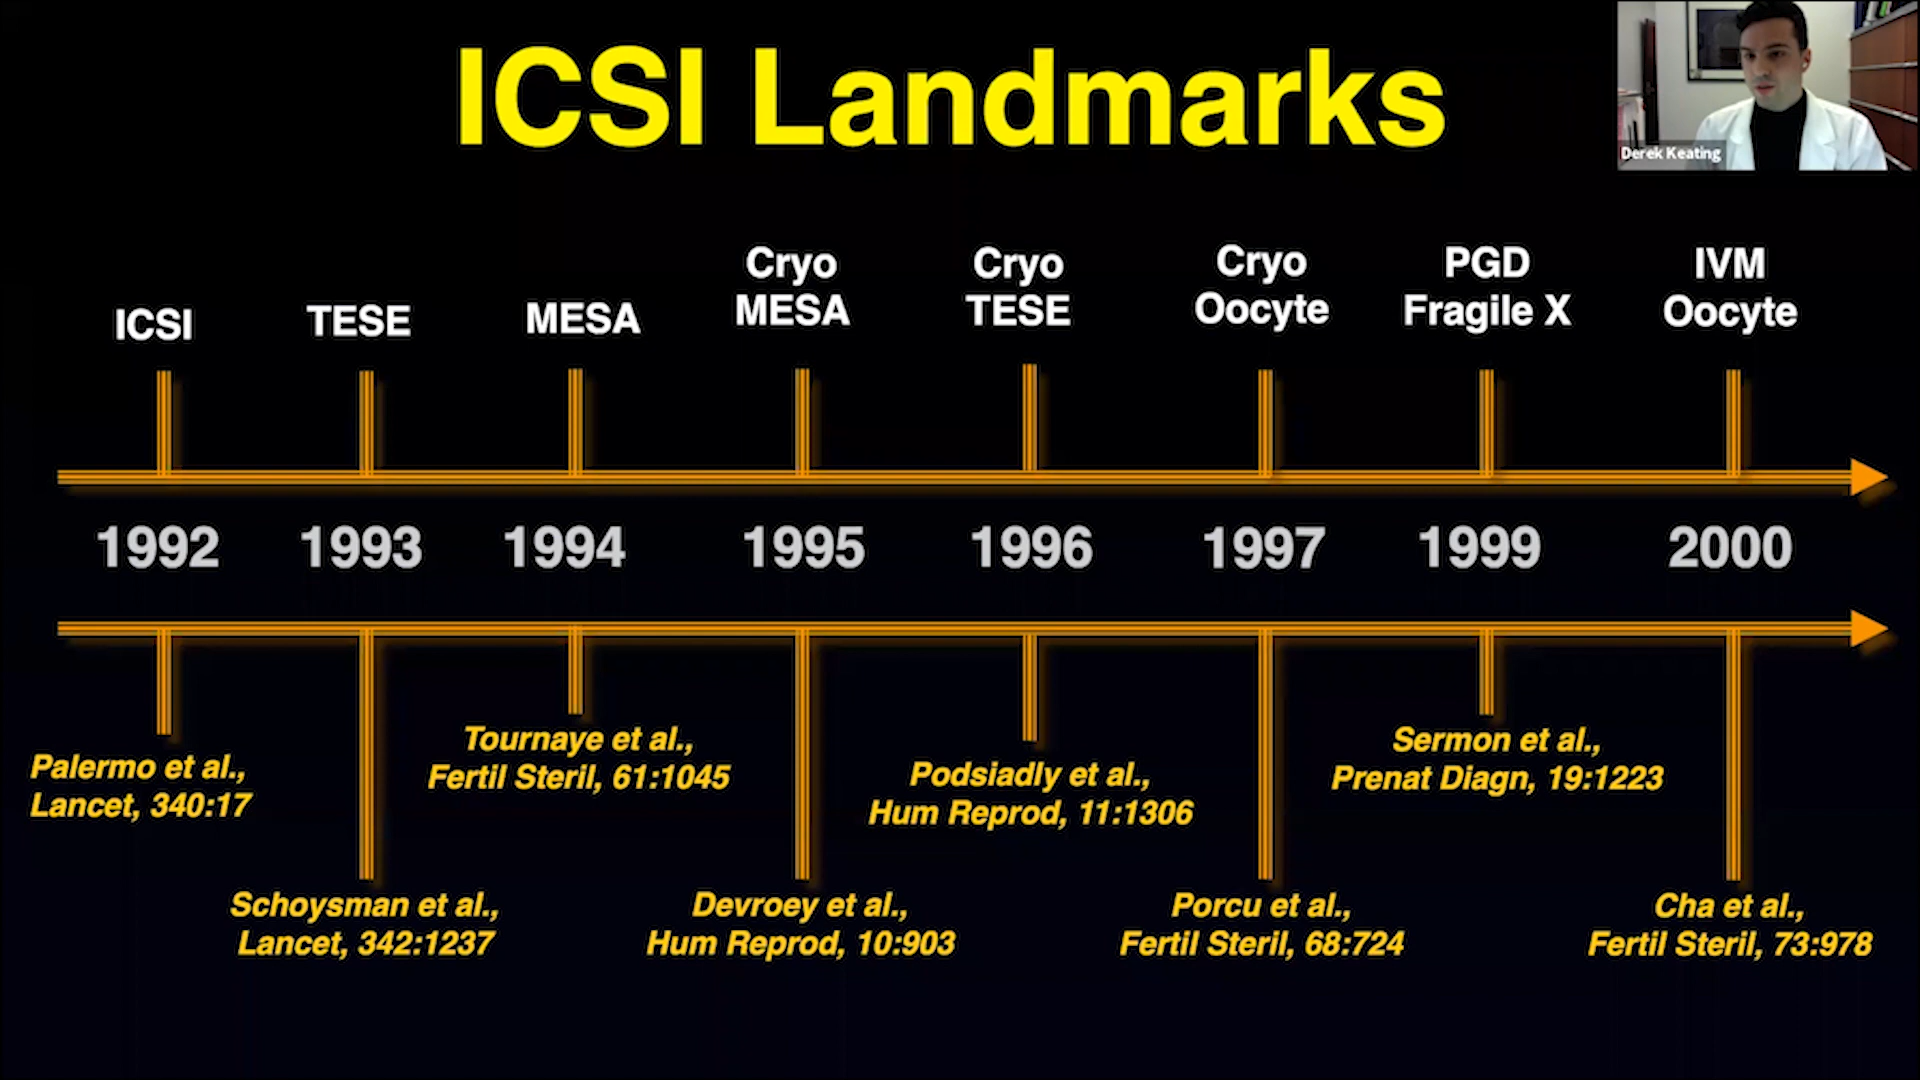 ICSI Landmarks
Derek Keating
ICSI
TESE
MESA
Cryo
MESA
Cryo
TESE
Cryo
Oocyte
PGD
Fragile X
IVM
Oocyte
1992
1993
1994
1995
1996
1997
1999
2000
Palermo et al.,
Lancet, 340:17
Schoysman et al.,
Lancet, 342:1237
Tournaye et al.,
Fertil Steril, 61:1045
Devroey et al.,
Hum Reprod, 10:903
Podsiadly et al.,
Hum Reprod, 11:1306
Porcu et al.,
Fertil Steril, 68:724
Sermon et al.,
Prenat Diagn, 19:1223
Cha et al.,
Fertil Steril, 73:978